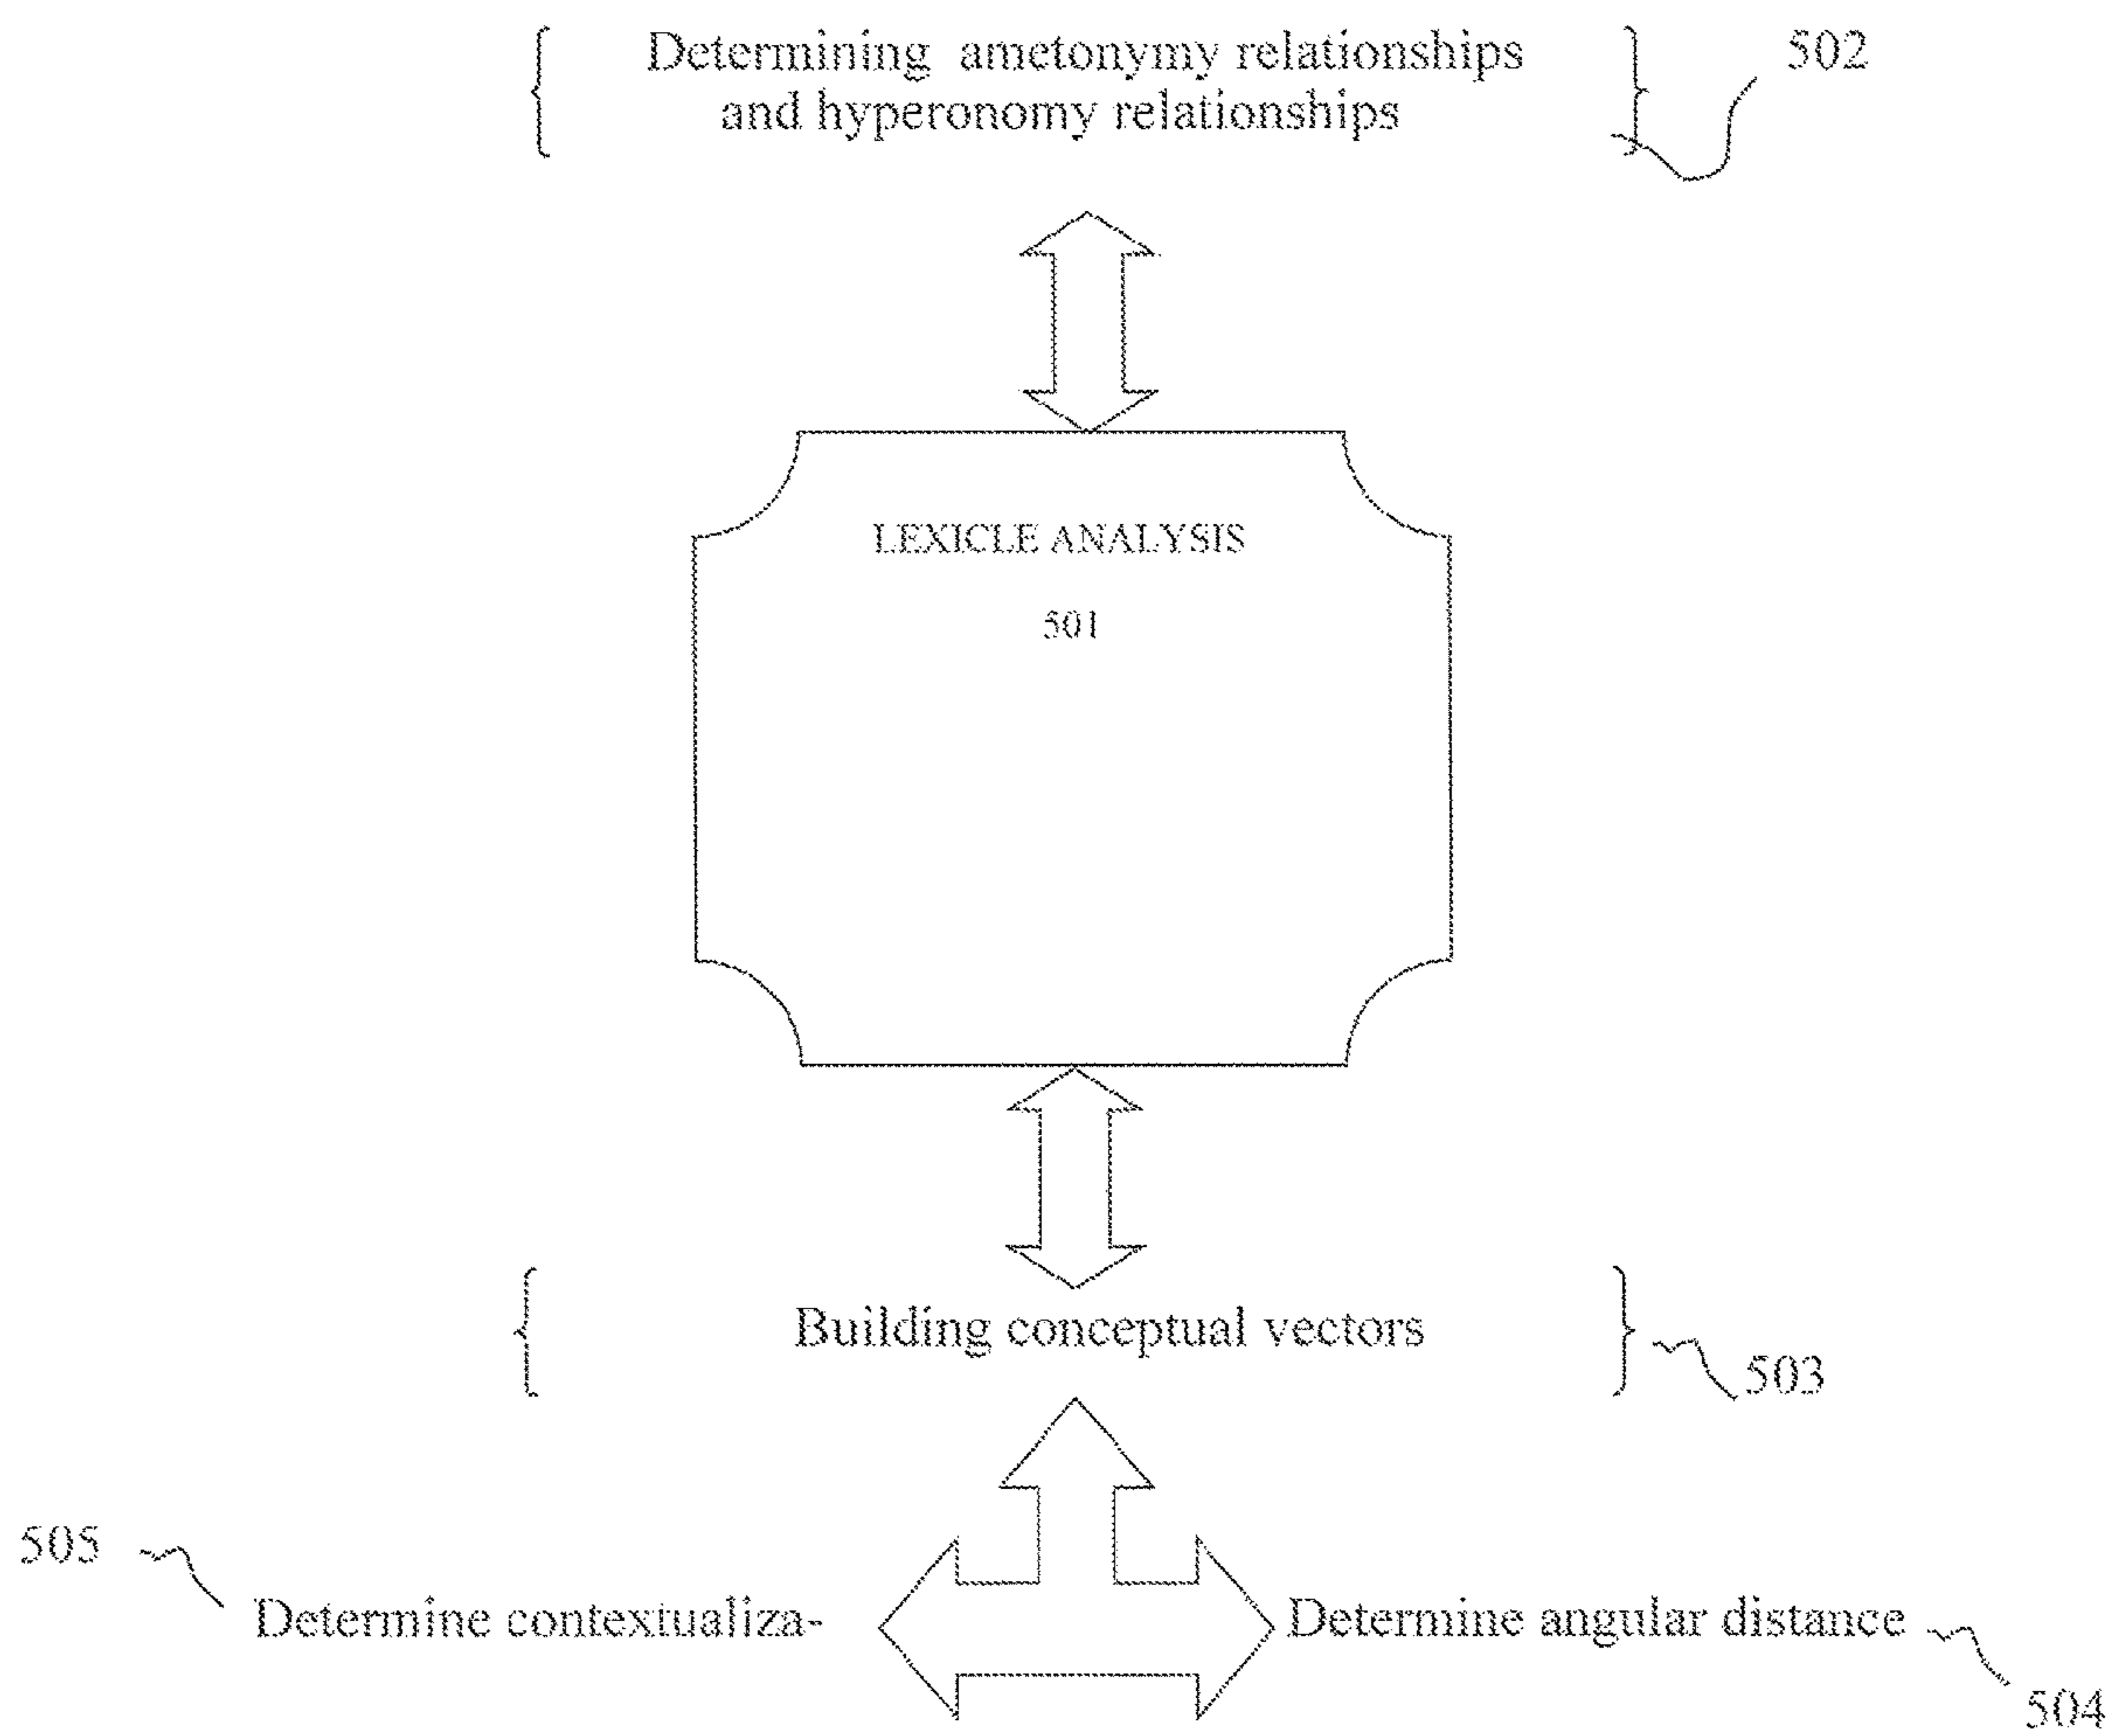 Determining ametonymy relationships
and hyperonomy relationships
502
LEXICLE ANALYSIS
501
Building conceptual vectors
503
505
Determine contextualiza-
Determine angular distance
504